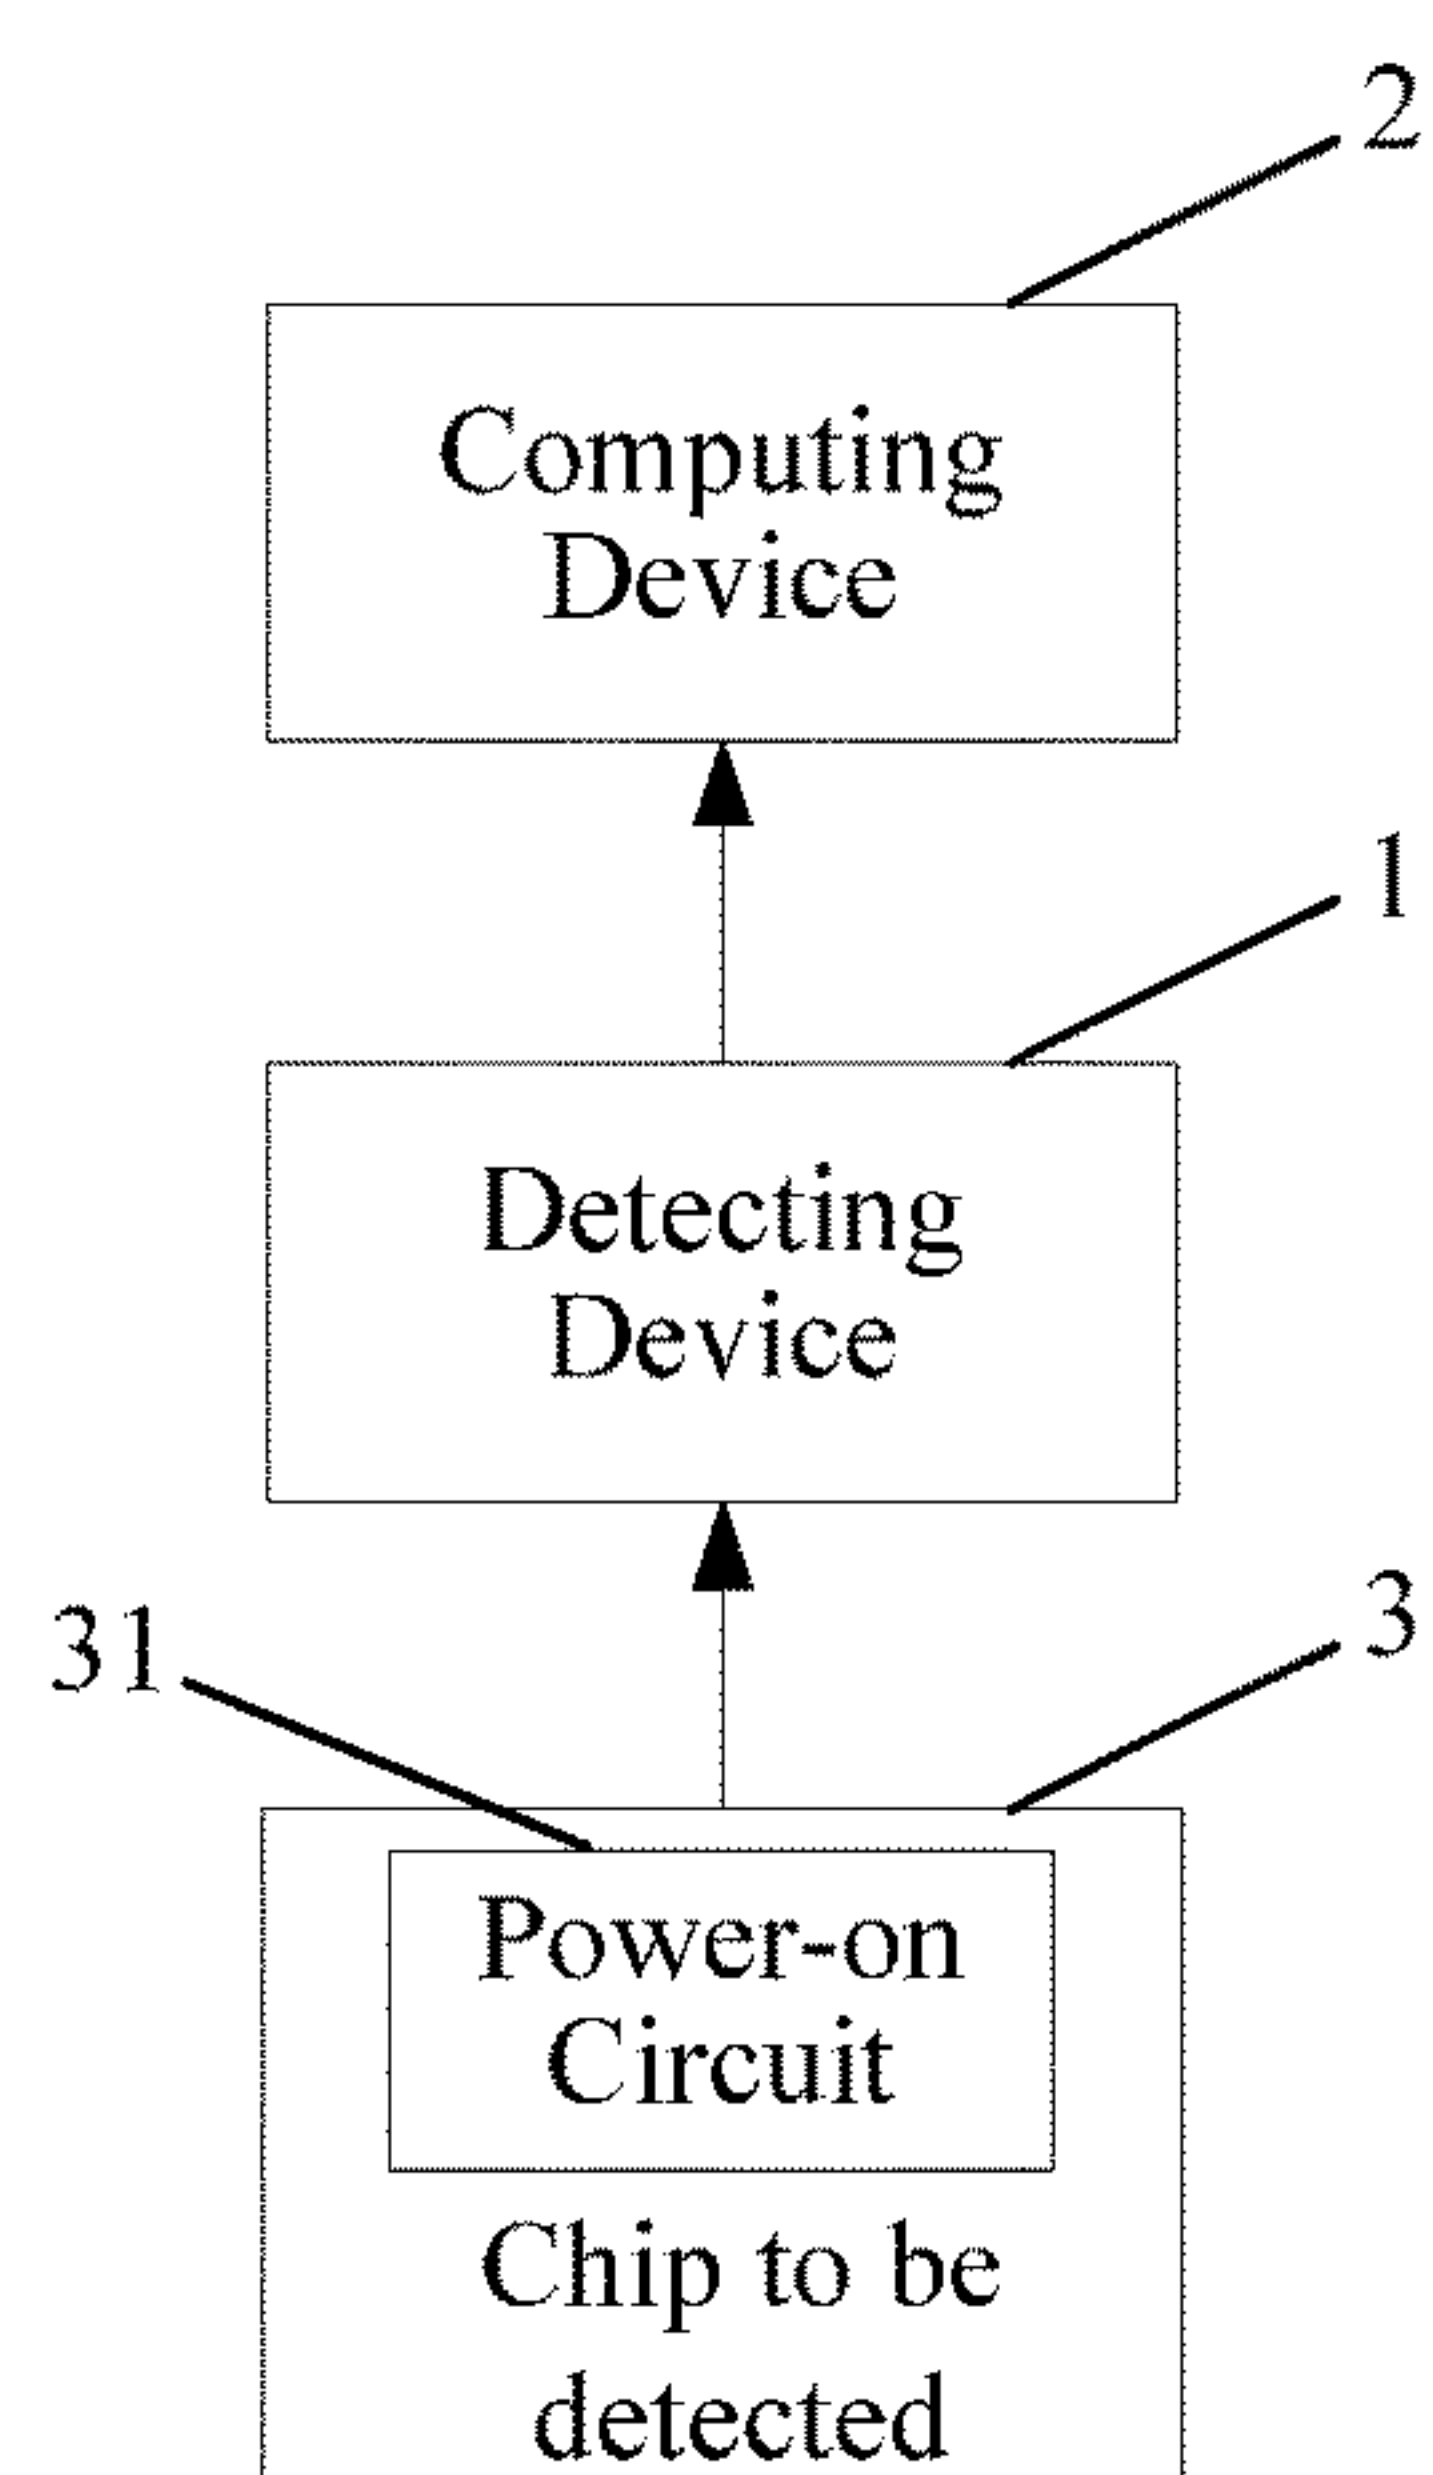 2
Computing
Device
1
Detecting
Device
31
3
Power-on
Circuit
Chip to be
detected